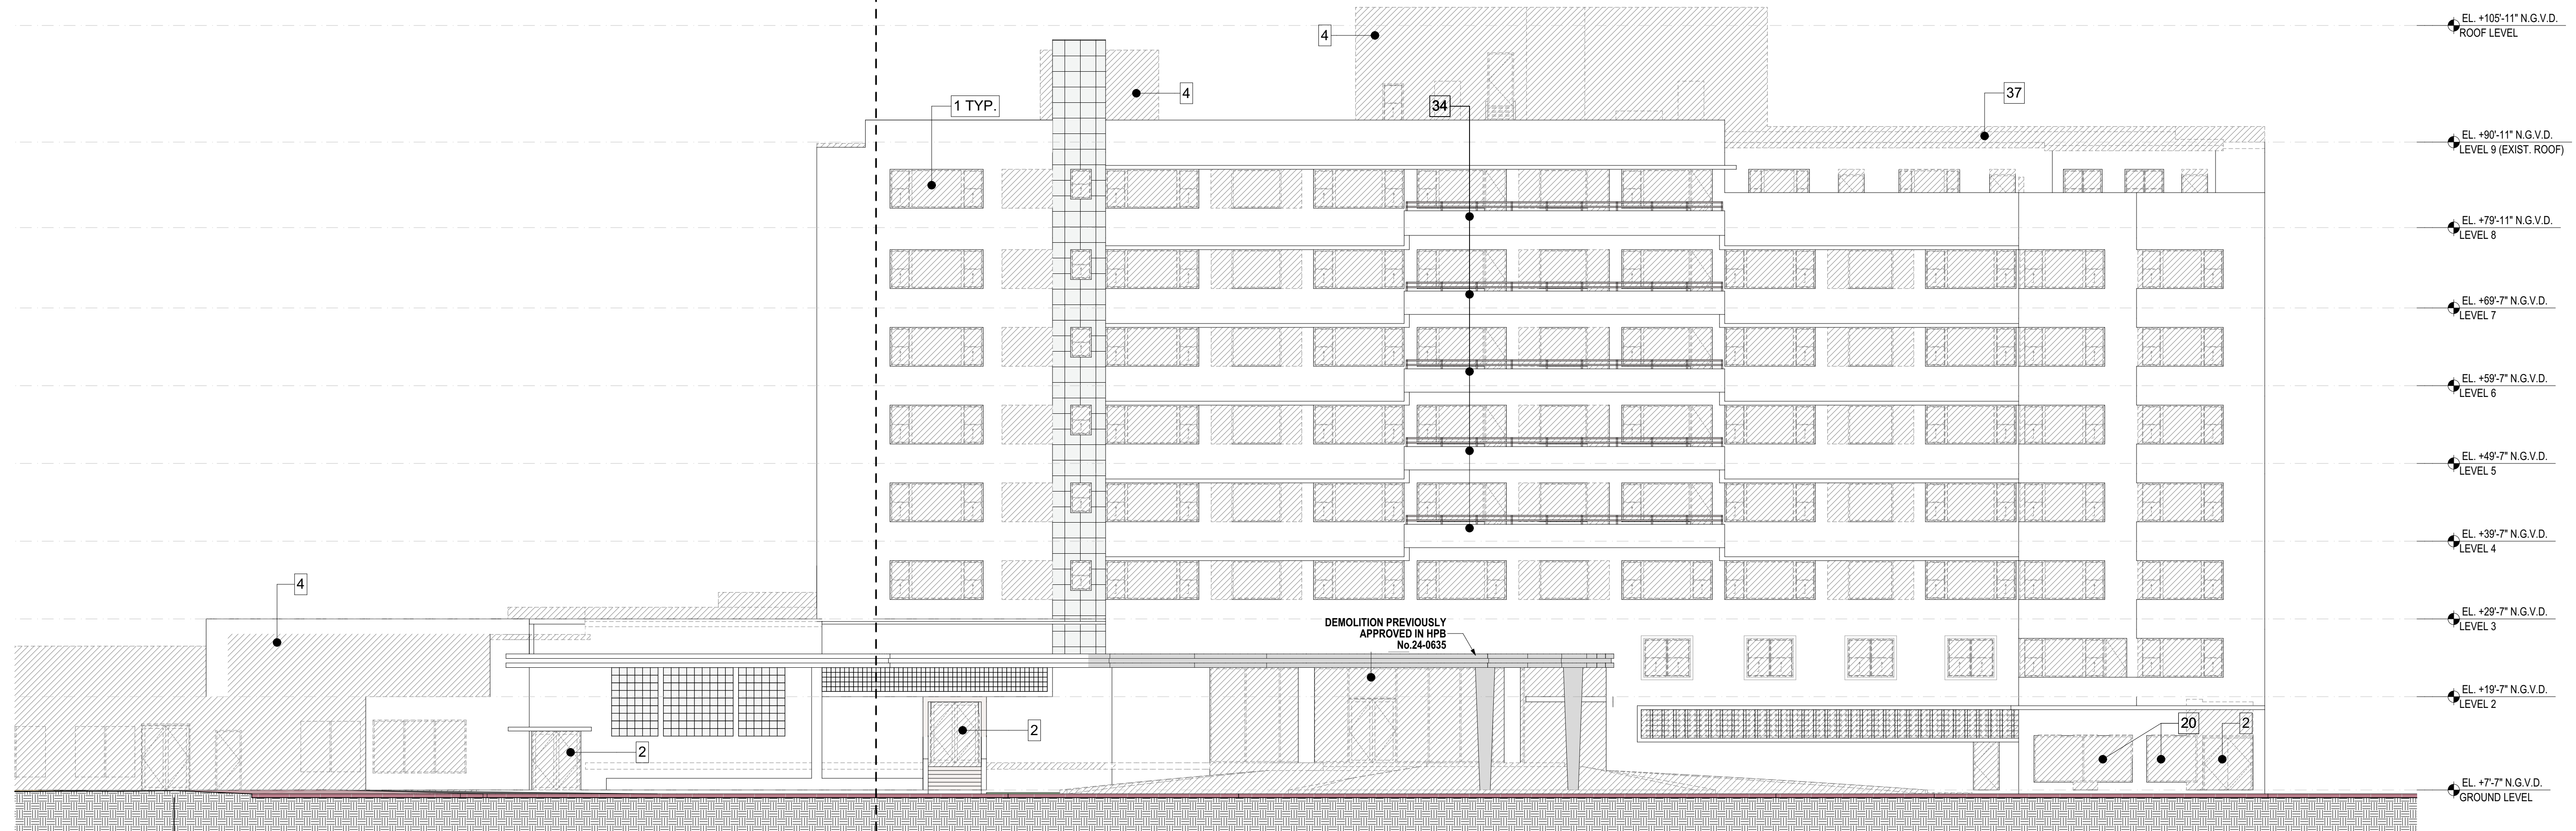 EL. +105'-11" N.G.V.D.
ROOF LEVEL
4
4
1 TYP.
34
37
EL. +90'-11" N.G.V.D.
LEVEL 9 (EXIST. ROOF)
EL. +79'-11" N.G.V.D.
LEVEL 8
EL. +69'-7" N.G.V.D.
LEVEL 7
EL. +59'-7" N.G.V.D.
LEVEL 6
EL. +49'-7" N.G.V.D.
LEVEL 5
EL. +39'-7" N.G.V.D.
LEVEL 4
4
EL. +29'-7" N.G.V.D.
LEVEL 3
DEMOLITION PREVIOUSLY
APPROVED IN HPB
No.24-0635
EL. +19'-7" N.G.V.D.
LEVEL 2
2
2
20
2
EL. +7'-7" N.G.V.D.
GROUND LEVEL